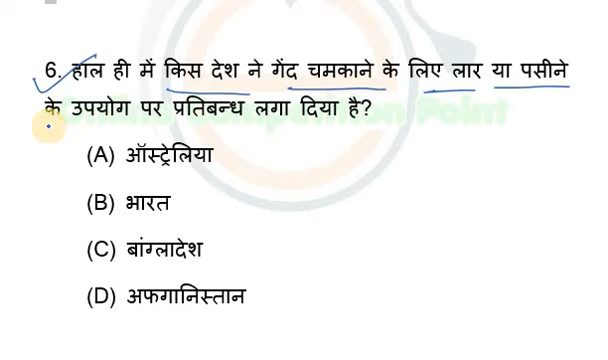 6. हाल ही में किस देश ने गेंद चमकाने के लिए लार या पसीने
के उपयोग पर प्रतिबन्ध लगा दिया है?
(A) ऑस्ट्रेलिया
(B) भारत
(C) बांग्लादेश
(D) अफगानिस्तान